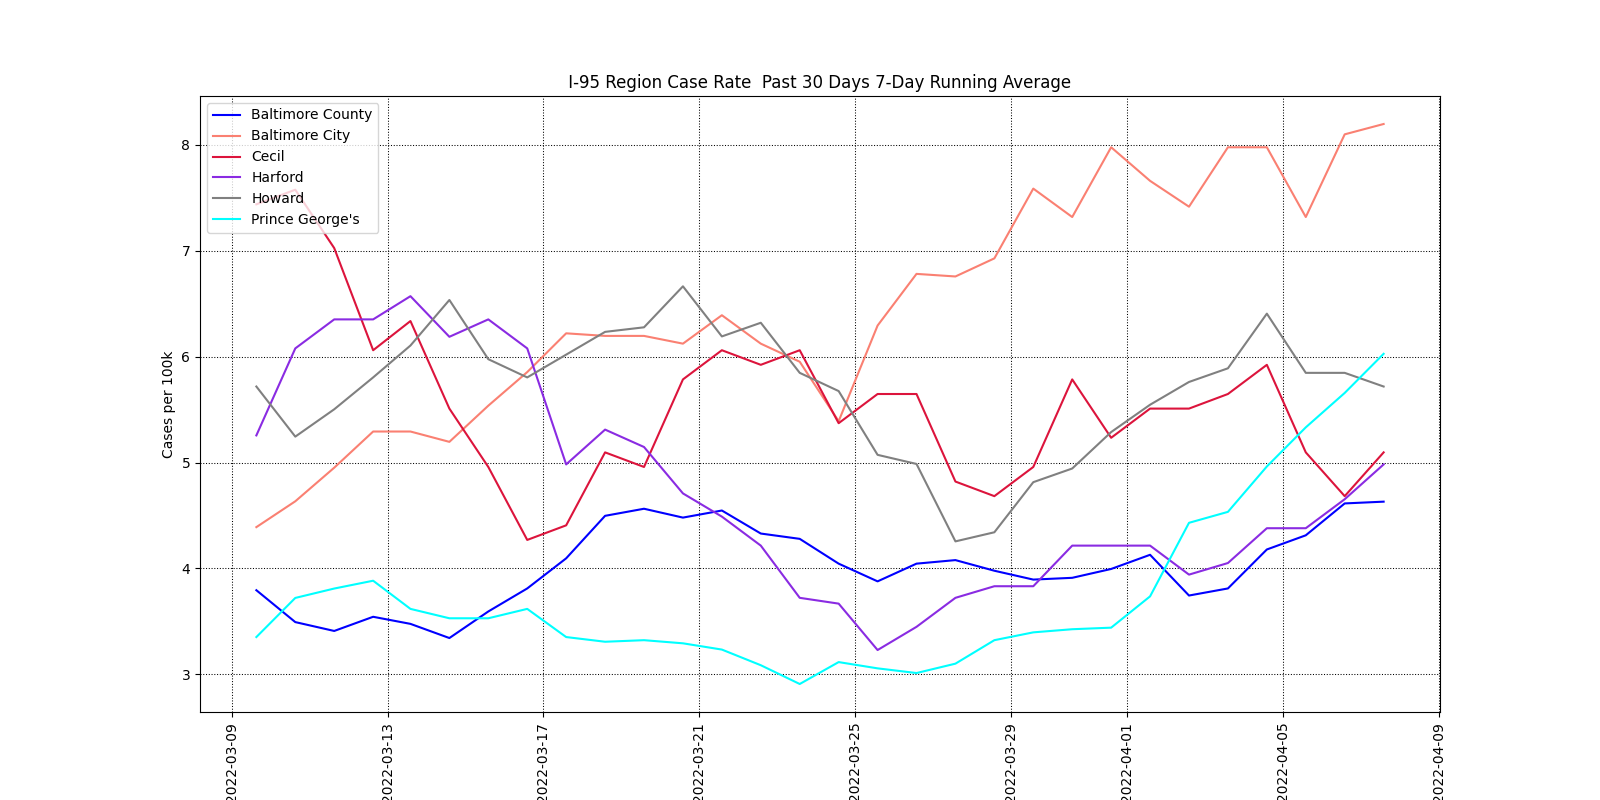 I-95 Region Case Rate  Past 30 Days 7-Day Running Average
Baltimore County
Baltimore City
Cecil
Harford
Howard
Prince George's
Cases per 100k
8
7
6
5
4
3
2022-03-09
2022-03-13
2022-03-17
2022-03-21
2022-03-25
2022-03-29
2022-04-01
2022-04-05
2022-04-09